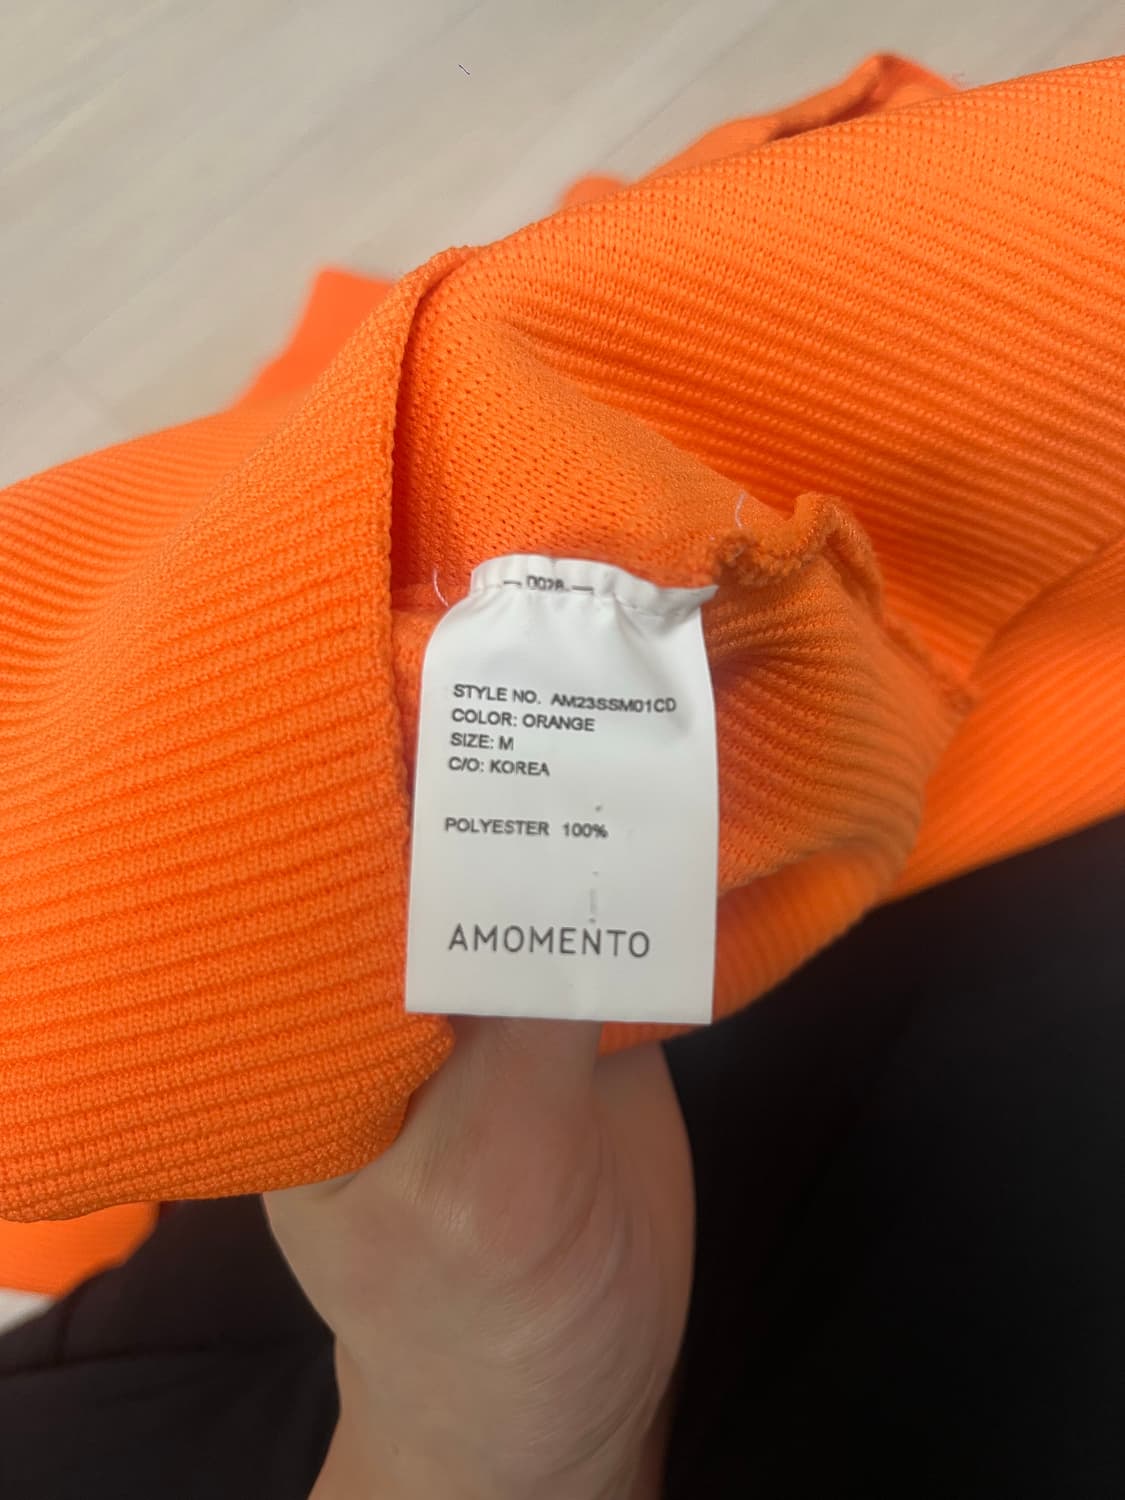 STYLE NO. AM23SSM01CD
COLOR: ORANGE
SIZE: M
C/O: KOREA
POLYESTER 100%
AMOMENTO